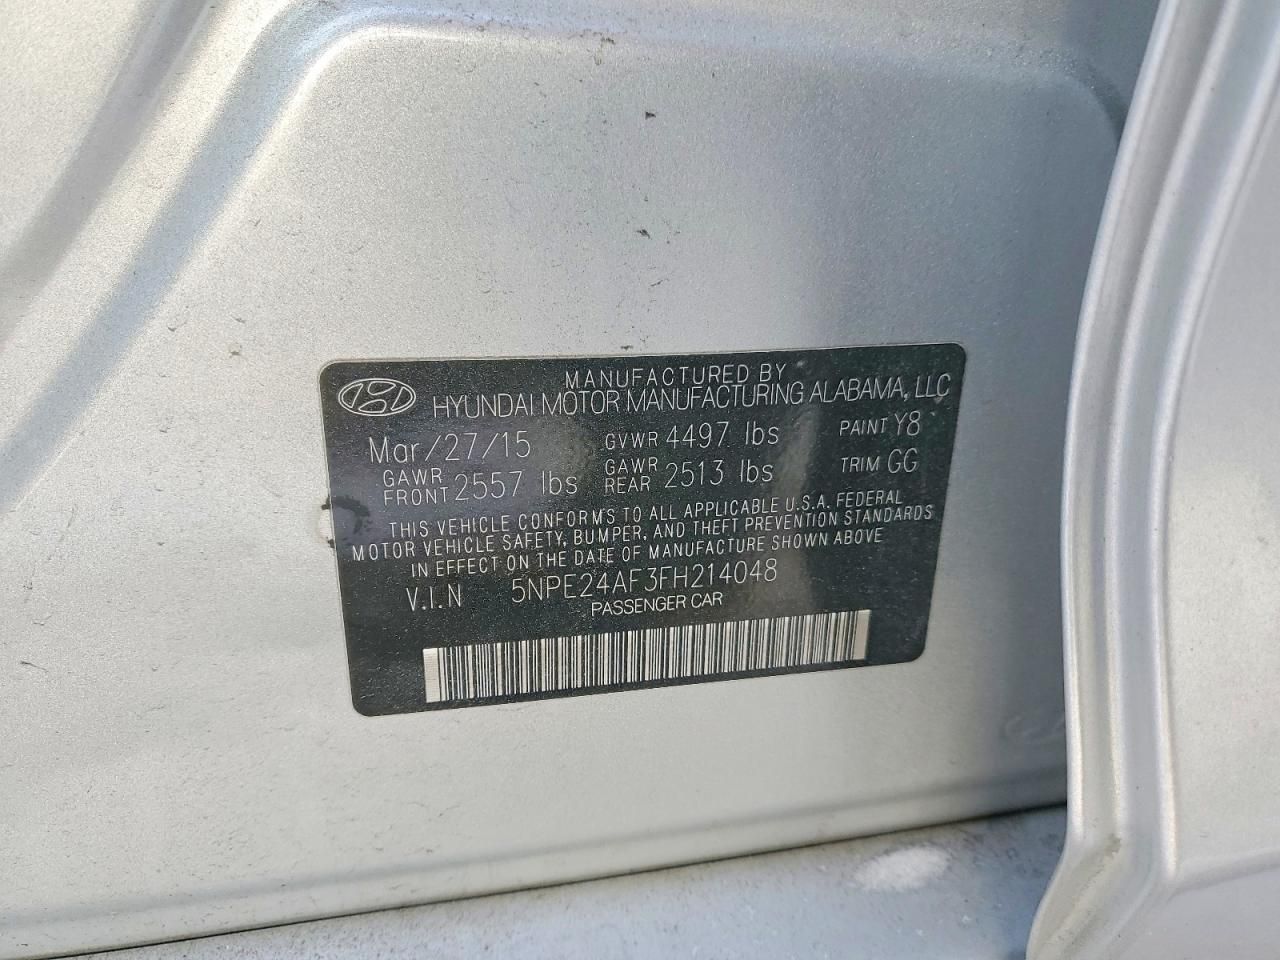 MANUFACTURED BY
HYUNDAI MOTOR MANUFACTURING ALABAMA, LLC
Mar/27/15 GVWR 4497 lbs PAINT Y8
GAWR FRONT 2557 lbs GAWR REAR 2513 lbs TRIM GG
THIS VEHICLE CONFORMS TO ALL APPLICABLE U.S.A. FEDERAL
MOTOR VEHICLE SAFETY, BUMPER, AND THEFT PREVENTION STANDARDS
IN EFFECT ON THE DATE OF MANUFACTURE SHOWN ABOVE
V.I.N 5NPE24AF3FH214048
PASSENGER CAR